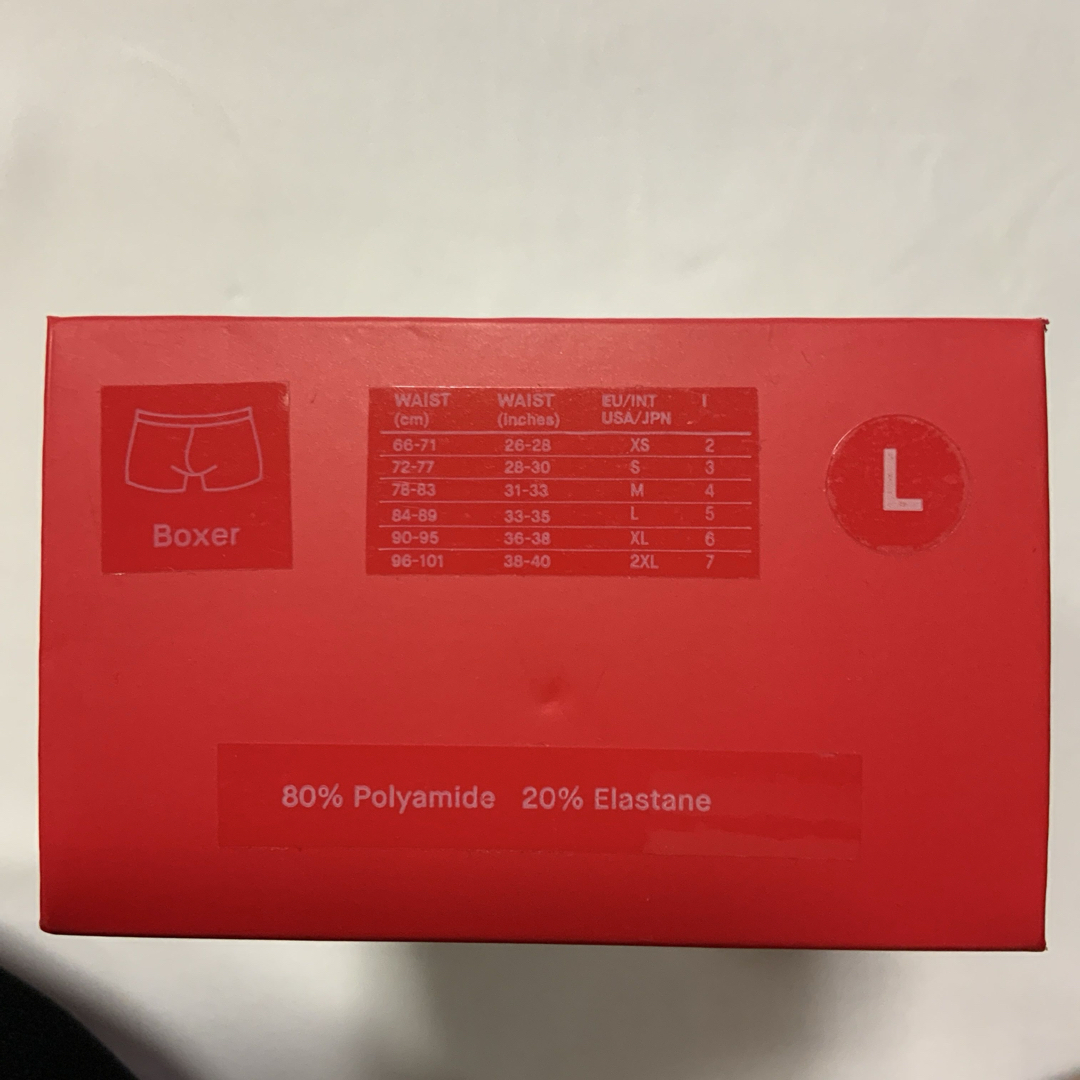 WAIST WAIST EU/INT I
(cm) (inches) USA/JPN
66-71 26-28 XS 2
72-77 28-30 S 3
78-83 31-33 M 4
84-89 33-35 L 5
90-95 36-38 XL 6
96-101 38-40 2XL 7
Boxer
L
80% Polyamide 20% Elastane